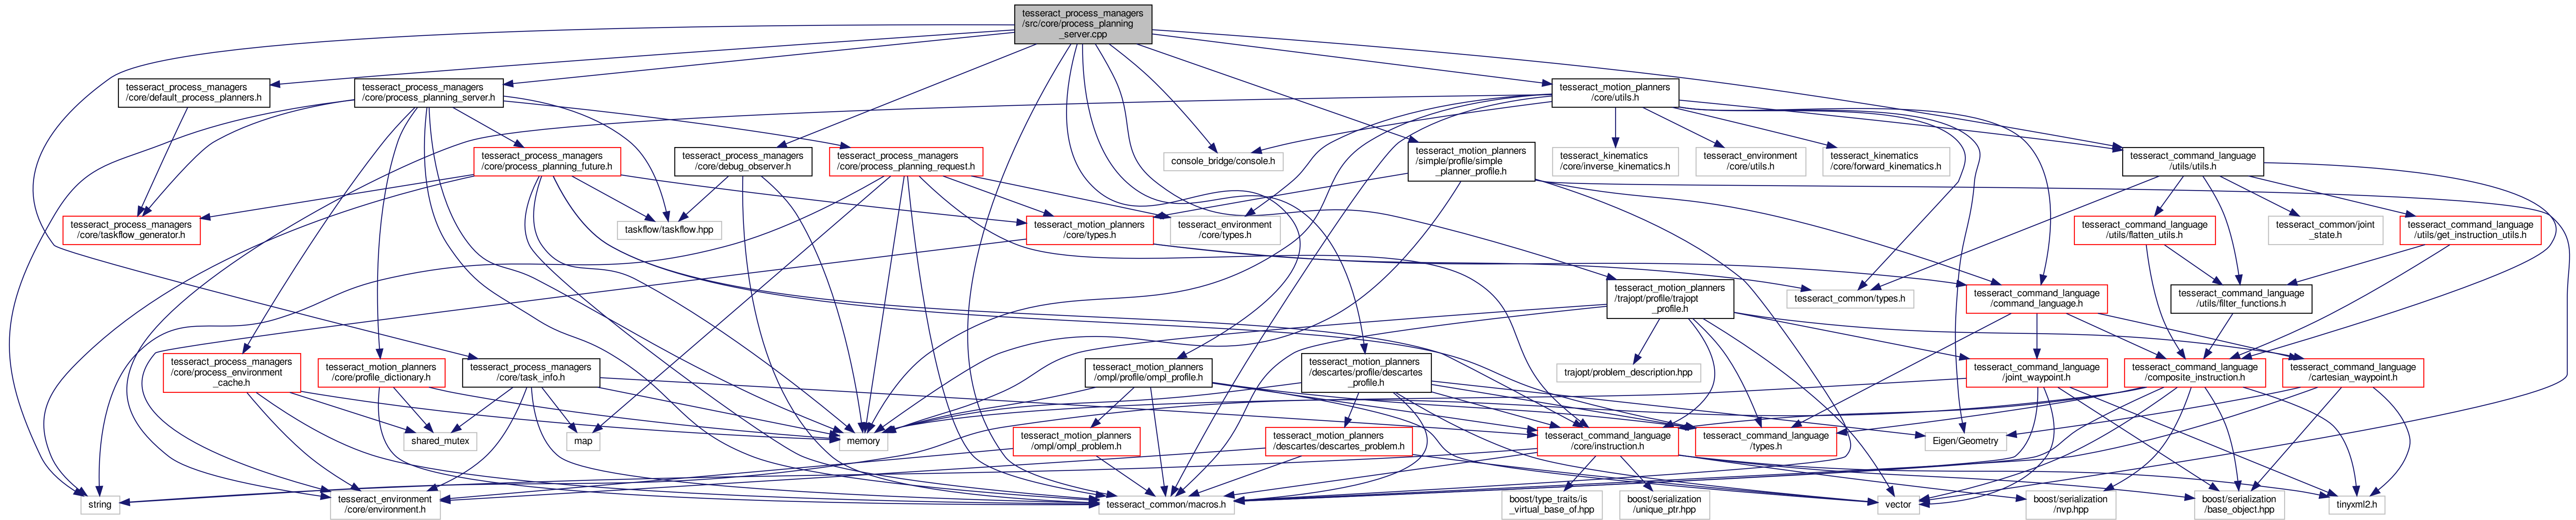 tesseract_process_managers
/src/core/process_planning
_server.cpp
tesseract_process_managers
/core/default_process_planners.h
tesseract_process_managers
/core/process_planning_server.h
tesseract_motion_planners
/core/utils.h
tesseract_process_managers
/core/process_planning_future.h
tesseract_process_managers
/core/debug_observer.h
tesseract_process_managers
/core/process_planning_request.h
console_bridge/console.h
tesseract_motion_planners
/simple/profile/simple
_planner_profile.h
tesseract_kinematics
/core/inverse_kinematics.h
tesseract_environment
/core/utils.h
tesseract_kinematics
/core/forward_kinematics.h
tesseract_command_language
/utils/utils.h
tesseract_process_managers
/core/taskflow_generator.h
taskflow/taskflow.hpp
tesseract_motion_planners
/core/types.h
tesseract_environment
/core/types.h
tesseract_command_language
/utils/flatten_utils.h
tesseract_common/joint
_state.h
tesseract_command_language
/utils/get_instruction_utils.h
tesseract_motion_planners
/trajopt/profile/trajopt
_profile.h
tesseract_common/types.h
tesseract_command_language
/command_language.h
tesseract_command_language
/utils/filter_functions.h
tesseract_process_managers
/core/process_environment
_cache.h
tesseract_motion_planners
/core/profile_dictionary.h
tesseract_process_managers
/core/task_info.h
tesseract_motion_planners
/ompl/profile/ompl_profile.h
tesseract_motion_planners
/descartes/profile/descartes
_profile.h
trajopt/problem_description.hpp
tesseract_command_language
/joint_waypoint.h
tesseract_command_language
/composite_instruction.h
tesseract_command_language
/cartesian_waypoint.h
shared_mutex
map
memory
tesseract_motion_planners
/ompl/ompl_problem.h
tesseract_motion_planners
/descartes/descartes_problem.h
tesseract_command_language
/core/instruction.h
tesseract_command_language
/types.h
Eigen/Geometry
string
tesseract_environment
/core/environment.h
tesseract_common/macros.h
boost/type_traits/is
_virtual_base_of.hpp
boost/serialization
/unique_ptr.hpp
vector
boost/serialization
/nvp.hpp
boost/serialization
/base_object.hpp
tinyxml2.h